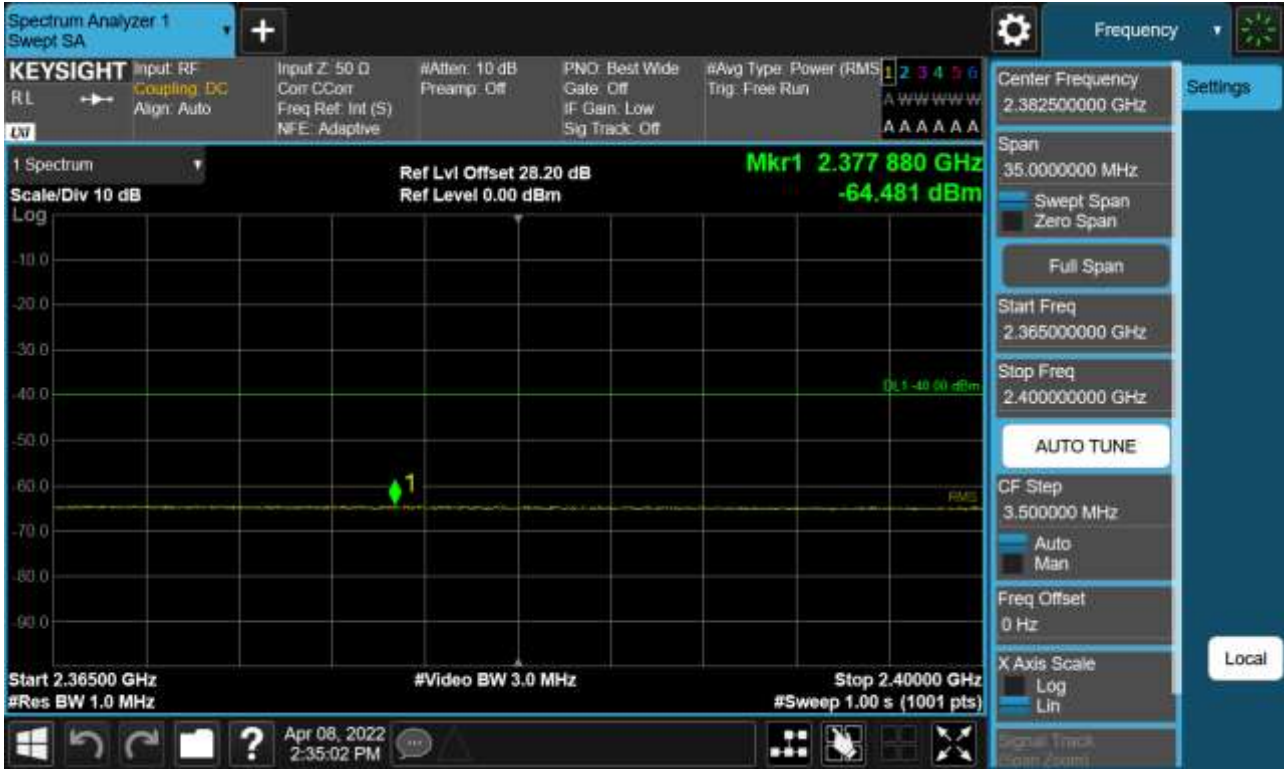 Spectrum Analyzer 1
Swept SA
+
Frequency
KEYSIGHT
RL
LXI
Input: RF
Coupling: DC
Align: Auto
Input Z: 50 Ω
Corr CCorr
Freq Ref: Int (S)
NFE: Adaptive
#Atten: 10 dB
Preamp: Off
PNO: Best Wide
Gate: Off
IF Gain: Low
Sig Track: Off
#Avg Type: Power (RMS
Trig: Free Run
1 2 3 4 5 6
A W W W W W
A A A A A A
1 Spectrum
Scale/Div 10 dB
Log
Ref Lvl Offset 28.20 dB
Ref Level 0.00 dBm
Mkr1 2.377 880 GHz
-64.481 dBm
-10.0
-20.0
-30.0
-40.0
DL1 -40.00 dBm
-50.0
-60.0
1
RMS
-70.0
-80.0
-90.0
Start 2.36500 GHz
#Res BW 1.0 MHz
#Video BW 3.0 MHz
Stop 2.40000 GHz
#Sweep 1.00 s (1001 pts)
Center Frequency
2.382500000 GHz
Settings
Span
35.0000000 MHz
Swept Span
Zero Span
Full Span
Start Freq
2.365000000 GHz
Stop Freq
2.400000000 GHz
AUTO TUNE
CF Step
3.500000 MHz
Auto
Man
Freq Offset
0 Hz
X Axis Scale
Log
Lin
Local
Signal Track
(Span Zoom)
?
Apr 08, 2022
2:35:02 PM